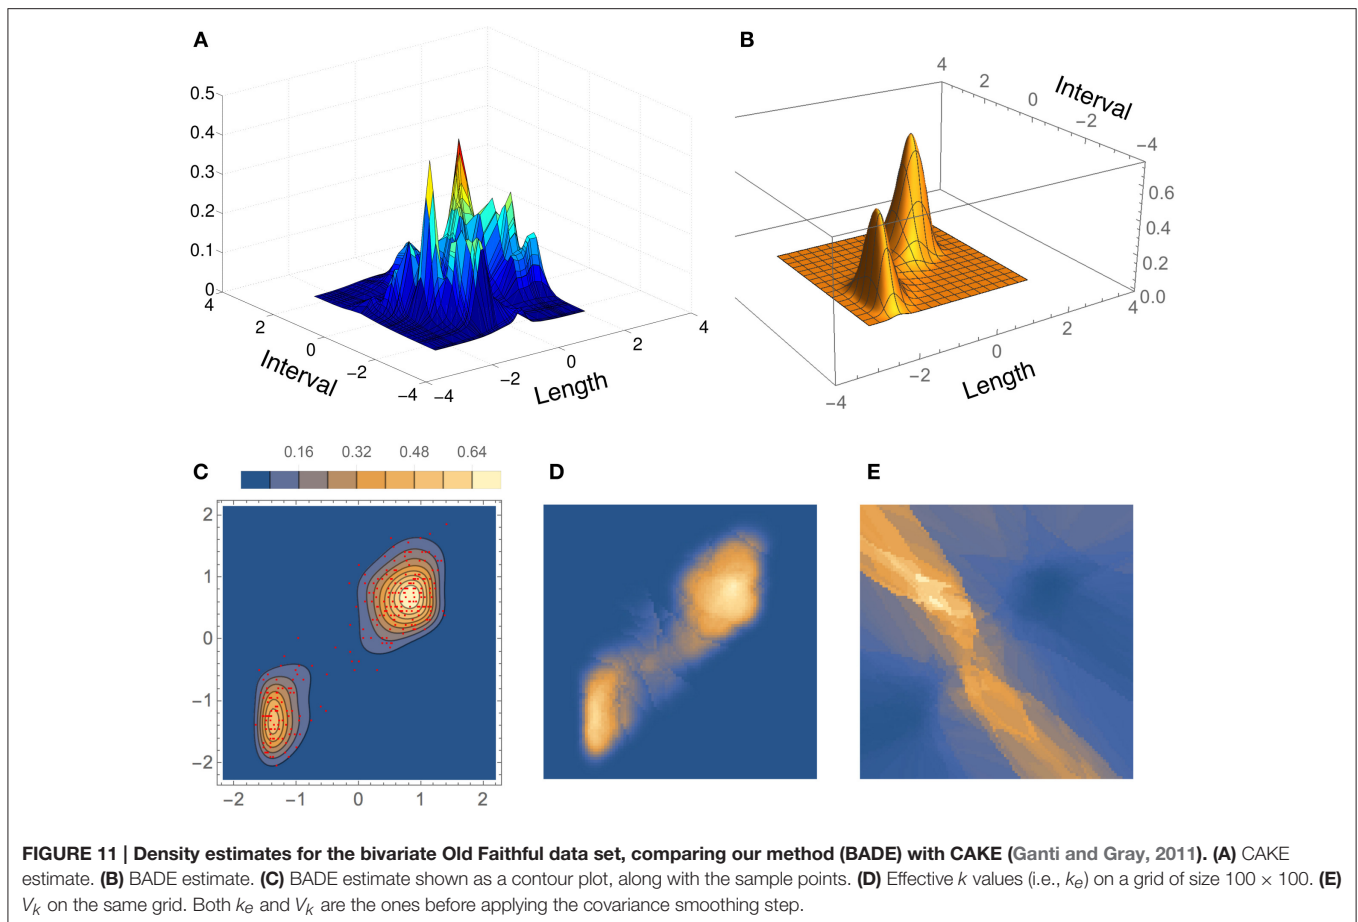 A
0.5
0.4
0.3
0.2
0.1
0
4
2
0
−2
−4
Interval
−4
−2
0
2
4
Length
B
4
2
0
−2
−4
Interval
0.6
0.4
0.2
0.0
−4
−2
0
2
4
Length
C
0.16 0.32 0.48 0.64
2
1
0
−1
−2
−2 −1 0 1 2
D
E
FIGURE 11 | Density estimates for the bivariate Old Faithful data set, comparing our method (BADE) with CAKE (Ganti and Gray, 2011). (A) CAKE
estimate. (B) BADE estimate. (C) BADE estimate shown as a contour plot, along with the sample points. (D) Effective k values (i.e., kₑ) on a grid of size 100 × 100. (E)
Vₖ on the same grid. Both kₑ and Vₖ are the ones before applying the covariance smoothing step.